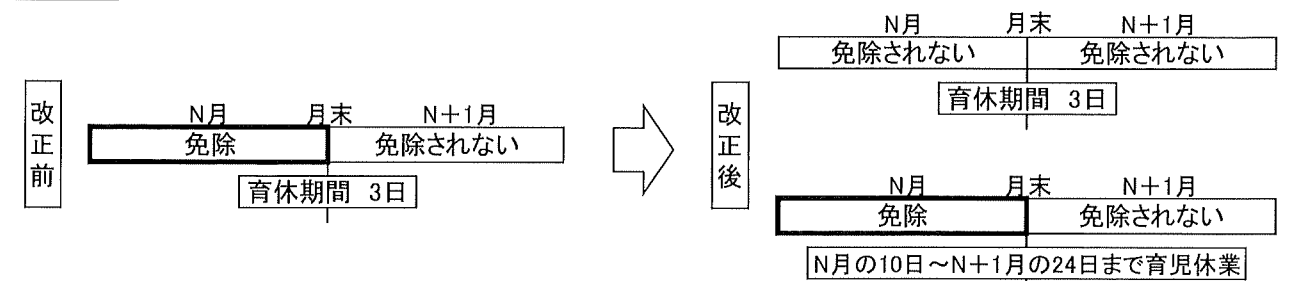 改正前
N月 月末 N+1月
免除 免除されない
育休期間 3日
改正後
N月 月末 N+1月
免除されない 免除されない
育休期間 3日
N月 月末 N+1月
免除 免除されない
N月の10日~N+1月の24日まで育児休業